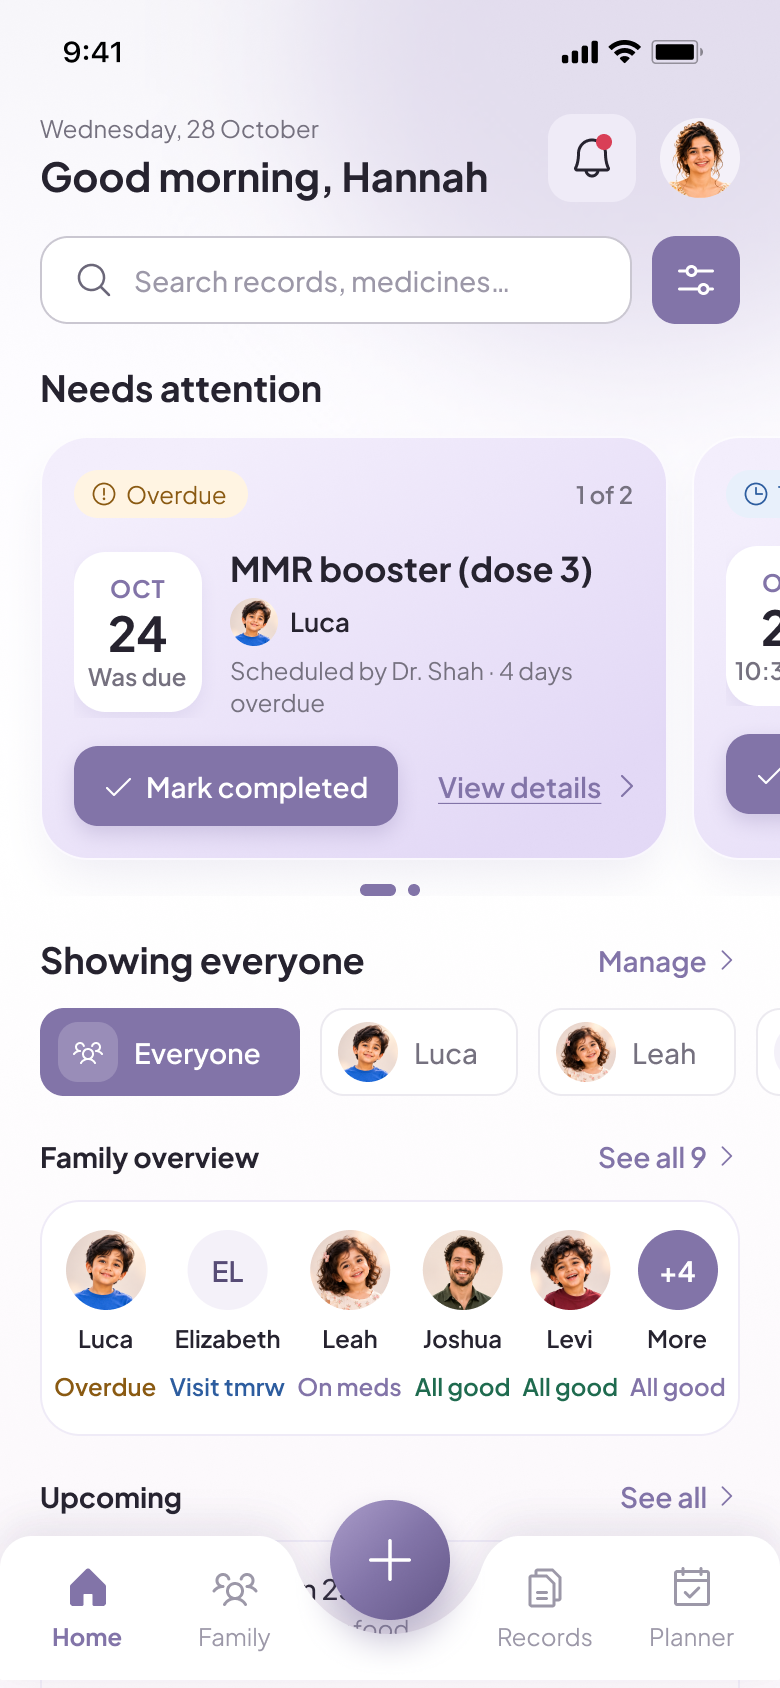 9:41
Wednesday, 28 October
Good morning, Hannah
Search records, medicines...
Needs attention
Overdue
1 of 2
OCT
24
Was due
MMR booster (dose 3)
Luca
Scheduled by Dr. Shah · 4 days
overdue
Mark completed
View details
Showing everyone
Manage
Everyone
Luca
Leah
Family overview
See all 9
EL
+4
Luca
Elizabeth
Leah
Joshua
Levi
More
Overdue
Visit tmrw
On meds
All good
All good
All good
Upcoming
See all
food
Home
Family
Records
Planner